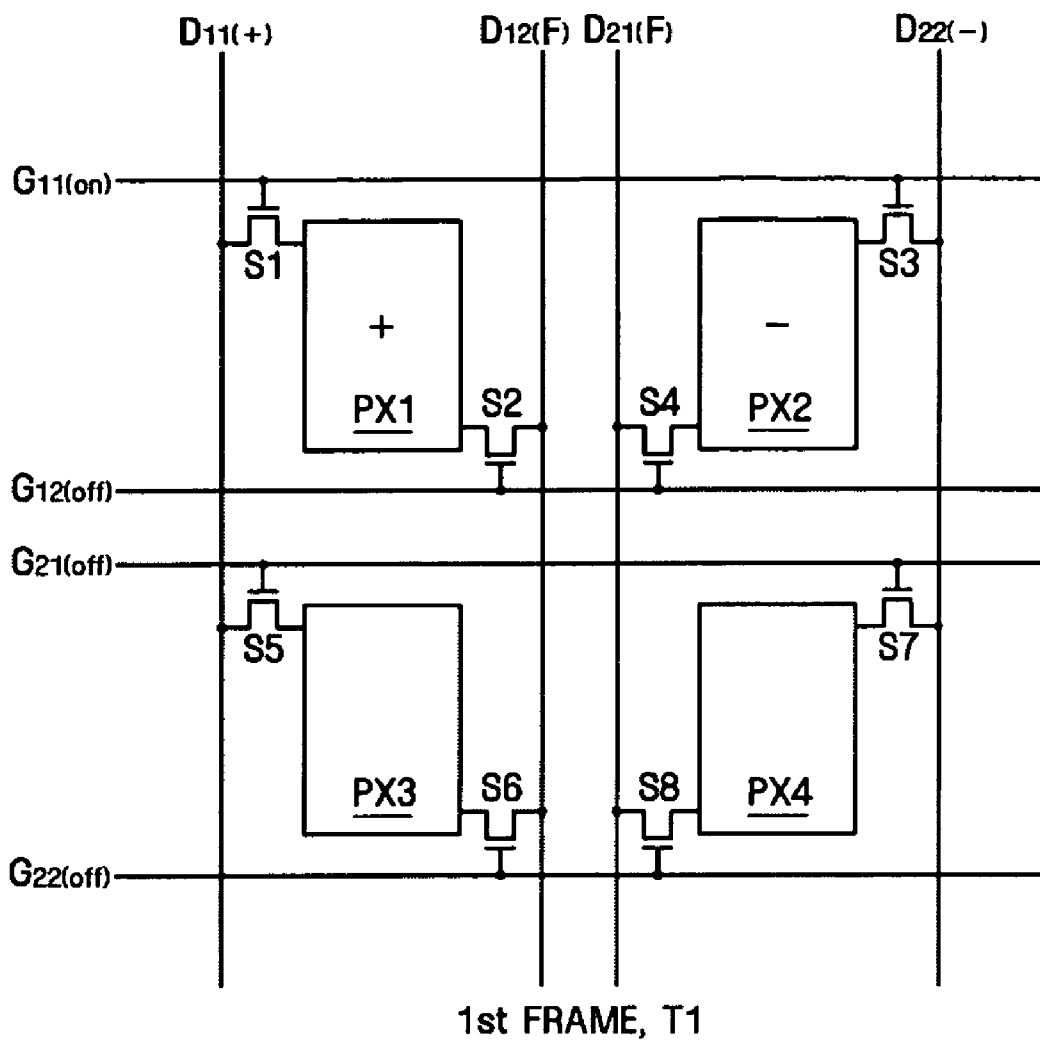 D11(+) D12(F) D21(F) D22(-)
G11(on)
S1 S3
+ -
PX1 S2 S4 PX2
G12(off)
G21(off)
S5 S7
PX3 S6 S8 PX4
G22(off)
1st FRAME, T1